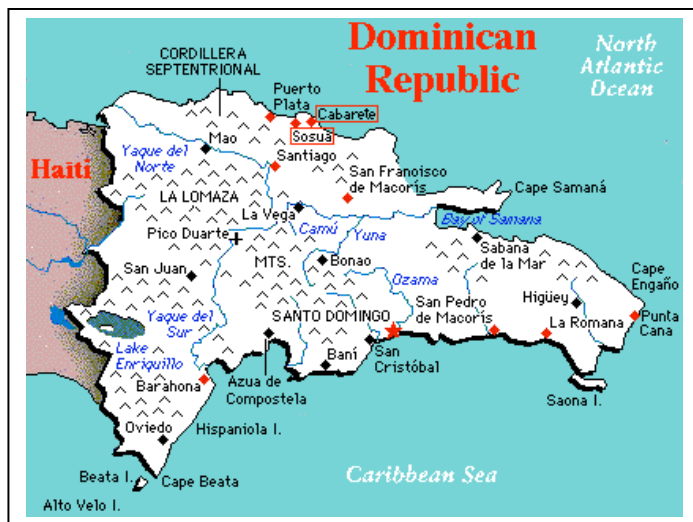 Dominican
Republic
North
Atlantic
Ocean
CORDILLERA
SEPTENTRIONAL
Puerto
Plata
Cabarete
Sosuá
Mao
Santiago
Haïti
Yaque del
Norte
San Franoisoo
de Macorís
Cape Samaná
LA LOMAZA
La Vega
Bay of Samana
Camú
Yuna
Pico Duarte
Sabana
de la Mar
MTS.
Bonao
Cape
Engaño
San Juan
Ozama
Higüey
Punta
Cana
Yaque del
Sur
SANTO DOMINGO
San Pedro
de Macorís
La Romana
Lake
Enriquillo
Baní
San
Cristóbal
Azua de
Compostela
Barahona
Saona I.
Oviedo
Hispaniola I.
Beata I.
Cape Beata
Caribbean Sea
Alto Velo I.